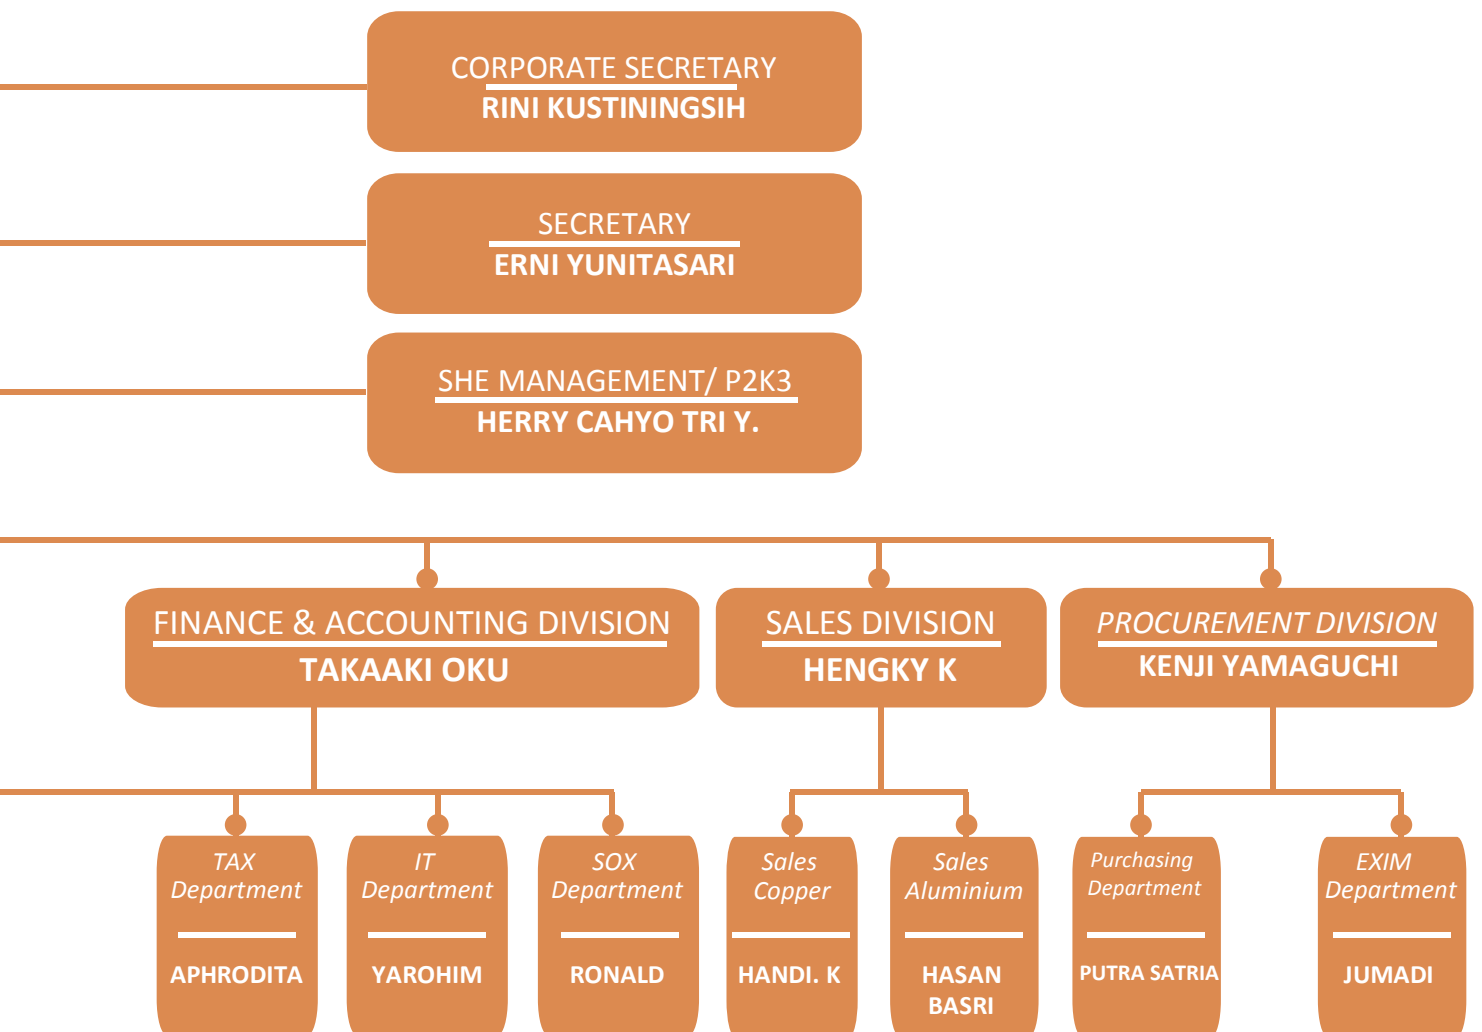 CORPORATE SECRETARY
RINI KUSTININGSIH
SECRETARY
ERNI YUNITASARI
SHE MANAGEMENT/ P2K3
HERRY CAHYO TRI Y.
FINANCE & ACCOUNTING DIVISION
TAKAAKI OKU
SALES DIVISION
HENGKY K
PROCUREMENT DIVISION
KENJI YAMAGUCHI
TAX
Department
APHRODITA
IT
Department
YAROHIM
SOX
Department
RONALD
Sales
Copper
HANDI. K
Sales
Aluminium
HASAN
BASRI
Purchasing
Department
PUTRA SATRIA
EXIM
Department
JUMADI